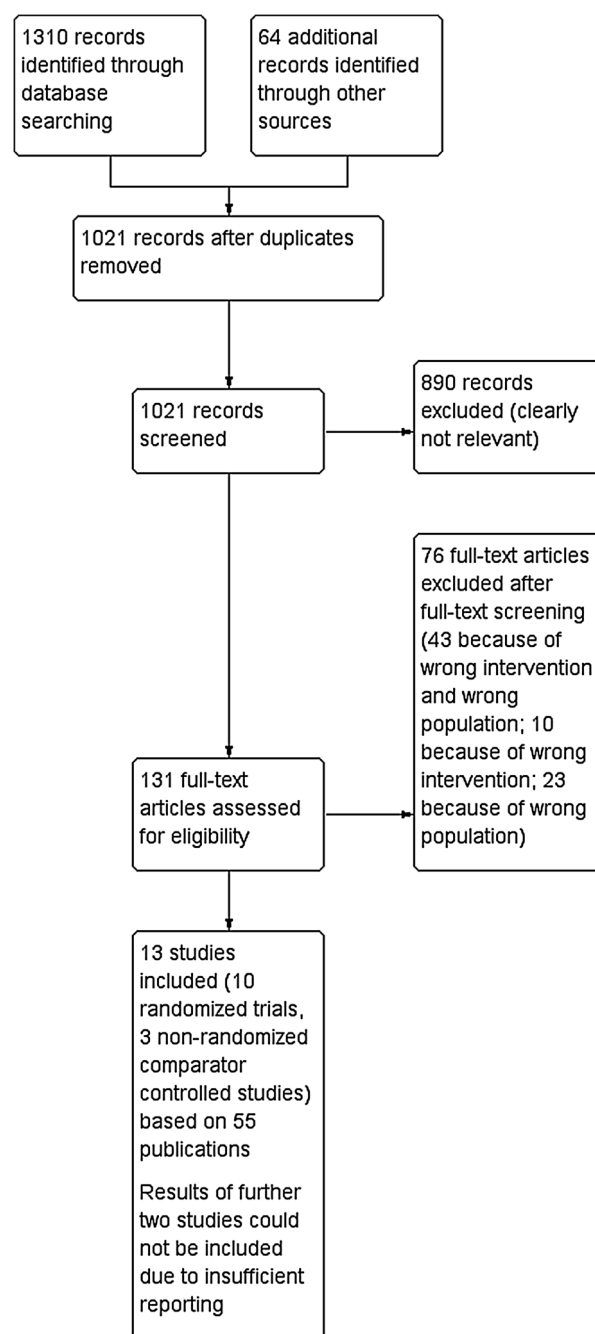 1310 records
identified through
database
searching
64 additional
records identified
through other
sources
1021 records after duplicates
removed
1021 records
screened
890 records
excluded (clearly
not relevant)
76 full-text articles
excluded after
full-text screening
(43 because of
wrong intervention
and wrong
population; 10
because of wrong
intervention; 23
because of wrong
population)
131 full-text
articles assessed
for eligibility
13 studies
included (10
randomized trials,
3 non-randomized
comparator
controlled studies)
based on 55
publications
Results of further
two studies could
not be included
due to insufficient
reporting